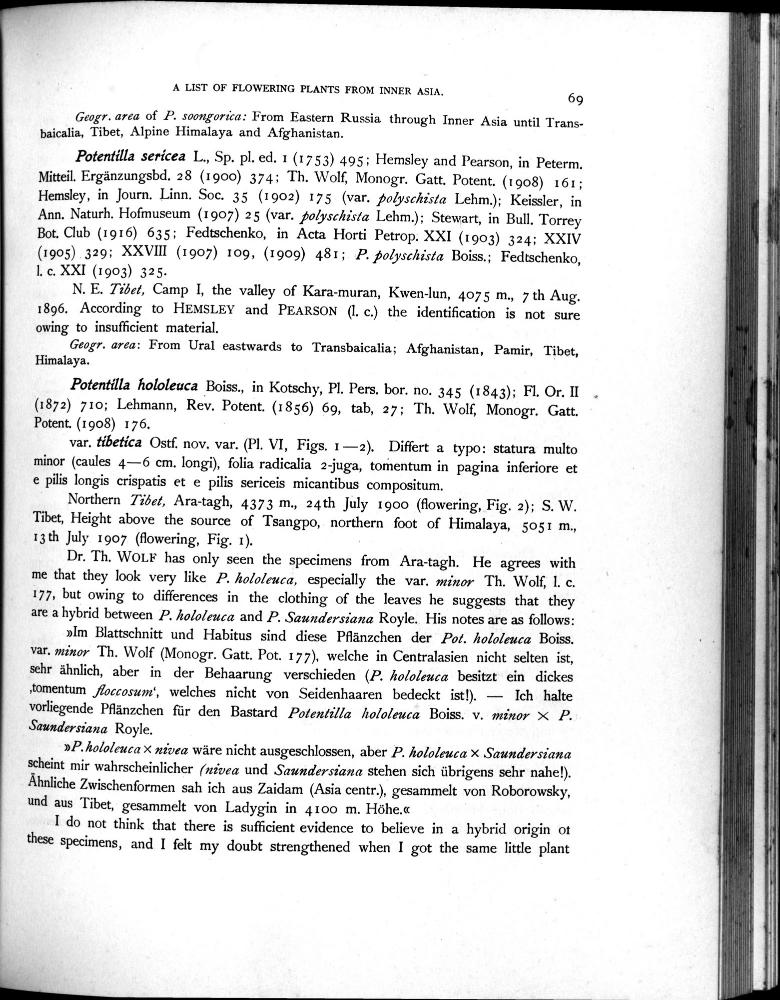 A LIST OF FLOWERING PLANTS FROM INNER ASIA.
69
Geogr. area of P. soongorica: From Eastern Russia through Inner Asia until Trans-
baicalia, Tibet, Alpine Himalaya and Afghanistan.
Potentilla sericea L., Sp. pl. ed. 1 (1753) 495; Hemsley and Pearson, in Peterm.
Mitteil. Ergänzungsbd. 28 (1900) 374; Th. Wolf, Monogr. Gatt. Potent. (1908) 161;
Hemsley, in Journ. Linn. Soc. 35 (1902) 175 (var. polyschista Lehm.); Keissler, in
Ann. Naturh. Hofmuseum (1907) 25 (var. polyschista Lehm.); Stewart, in Bull. Torrey
Bot. Club (1916) 635; Fedtschenko, in Acta Horti Petrop. XXI (1903) 324; XXIV
(1905) 329; XXVIII (1907) 109, (1909) 481; P. polyschista Boiss.; Fedtschenko,
l. c. XXI (1903) 325.
N. E. Tibet, Camp I, the valley of Kara-muran, Kwen-lun, 4075 m., 7th Aug.
1896. According to HEMSLEY and PEARSON (l. c.) the identification is not sure
owing to insufficient material.
Geogr. area: From Ural eastwards to Transbaicalia; Afghanistan, Pamir, Tibet,
Himalaya.
Potentilla hololeuca Boiss., in Kotschy, Pl. Pers. bor. no. 345 (1843); Fl. Or. II
(1872) 710; Lehmann, Rev. Potent. (1856) 69, tab, 27; Th. Wolf, Monogr. Gatt.
Potent. (1908) 176.
var. tibetica Ostf. nov. var. (Pl. VI, Figs. 1—2). Differt a typo: statura multo
minor (caules 4—6 cm. longi), folia radicalia 2-juga, tomentum in pagina inferiore et
e pilis longis crispatis et e pilis sericeis micantibus compositum.
Northern Tibet, Ara-tagh, 4373 m., 24th July 1900 (flowering, Fig. 2); S. W.
Tibet, Height above the source of Tsangpo, northern foot of Himalaya, 5051 m.,
13th July 1907 (flowering, Fig. 1).
Dr. Th. WOLF has only seen the specimens from Ara-tagh. He agrees with
me that they look very like P. hololeuca, especially the var. minor Th. Wolf, l. c.
177, but owing to differences in the clothing of the leaves he suggests that they
are a hybrid between P. hololeuca and P. Saundersiana Royle. His notes are as follows:
»Im Blattschnitt und Habitus sind diese Pflänzchen der Pot. hololeuca Boiss.
var. minor Th. Wolf (Monogr. Gatt. Pot. 177), welche in Centralasien nicht selten ist,
sehr ähnlich, aber in der Behaarung verschieden (P. hololeuca besitzt ein dickes
‚tomentum floccosum‘, welches nicht von Seidenhaaren bedeckt ist!). — Ich halte
vorliegende Pflänzchen für den Bastard Potentilla hololeuca Boiss. v. minor × P.
Saundersiana Royle.
»P. hololeuca × nivea wäre nicht ausgeschlossen, aber P. hololeuca × Saundersiana
scheint mir wahrscheinlicher (nivea und Saundersiana stehen sich übrigens sehr nahe!).
Ähnliche Zwischenformen sah ich aus Zaidam (Asia centr.), gesammelt von Roborowsky,
und aus Tibet, gesammelt von Ladygin in 4100 m. Höhe.«
I do not think that there is sufficient evidence to believe in a hybrid origin of
these specimens, and I felt my doubt strengthened when I got the same little plant